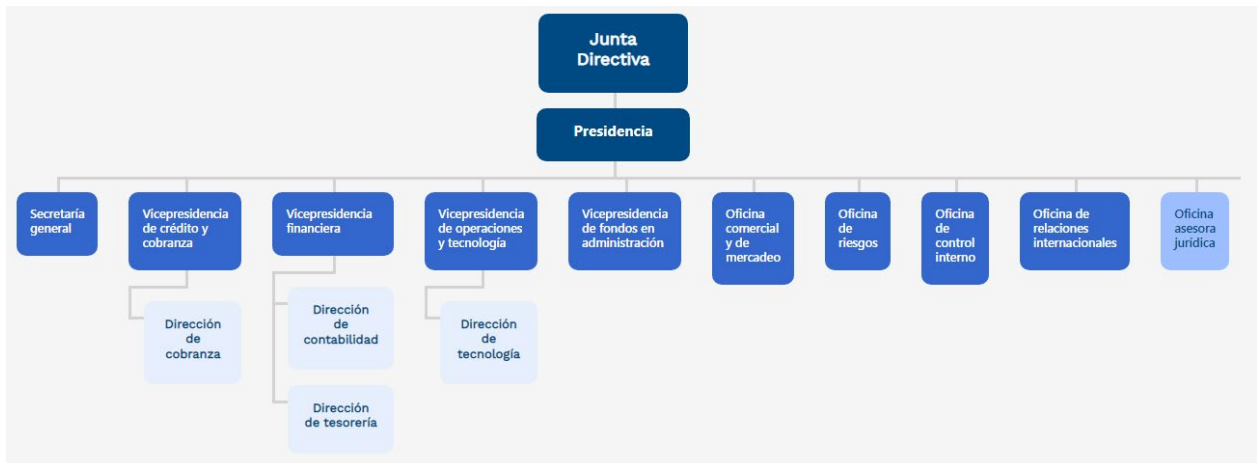 Junta
Directiva
Presidencia
Secretaría
general
Vicepresidencia
de crédito y
cobranza
Vicepresidencia
financiera
Vicepresidencia
de operaciones
y tecnología
Vicepresidencia
de fondos en
administración
Oficina
comercial
y de
mercadeo
Oficina
de
riesgos
Oficina
de
control
interno
Oficina de
relaciones
internacionales
Oficina
asesora
jurídica
Dirección
de
cobranza
Dirección
de
contabilidad
Dirección
de tesorería
Dirección
de
tecnología